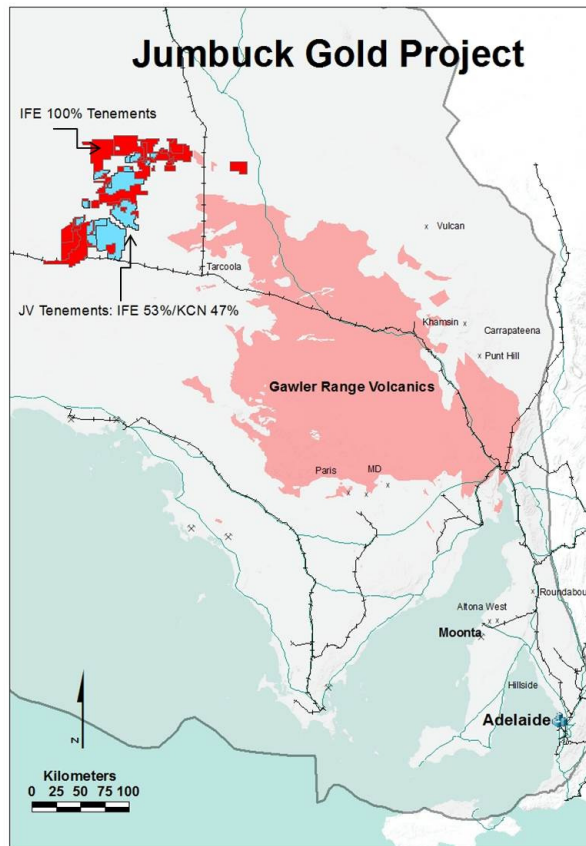 Jumbuck Gold Project
IFE 100% Tenements
Vulcan
Tarcoola
JV Tenements: IFE 53%/KCN 47%
Khamsin
Carrapateena
Punt Hill
Gawler Range Volcanics
Paris
MD
Roundabou
Altona West
Moonta
Hillside
Adelaide
N
Kilometers
0 25 50 75 100